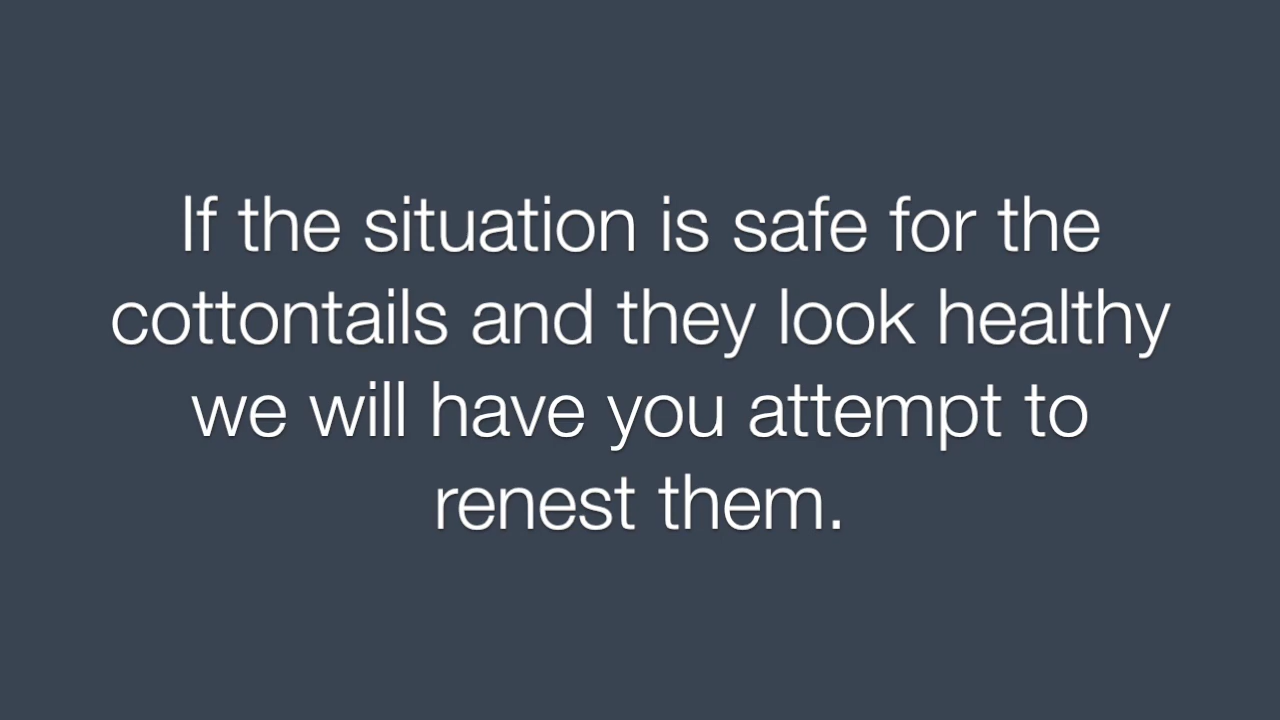 If the situation is safe for the
cottontails and they look healthy
we will have you attempt to
renest them.